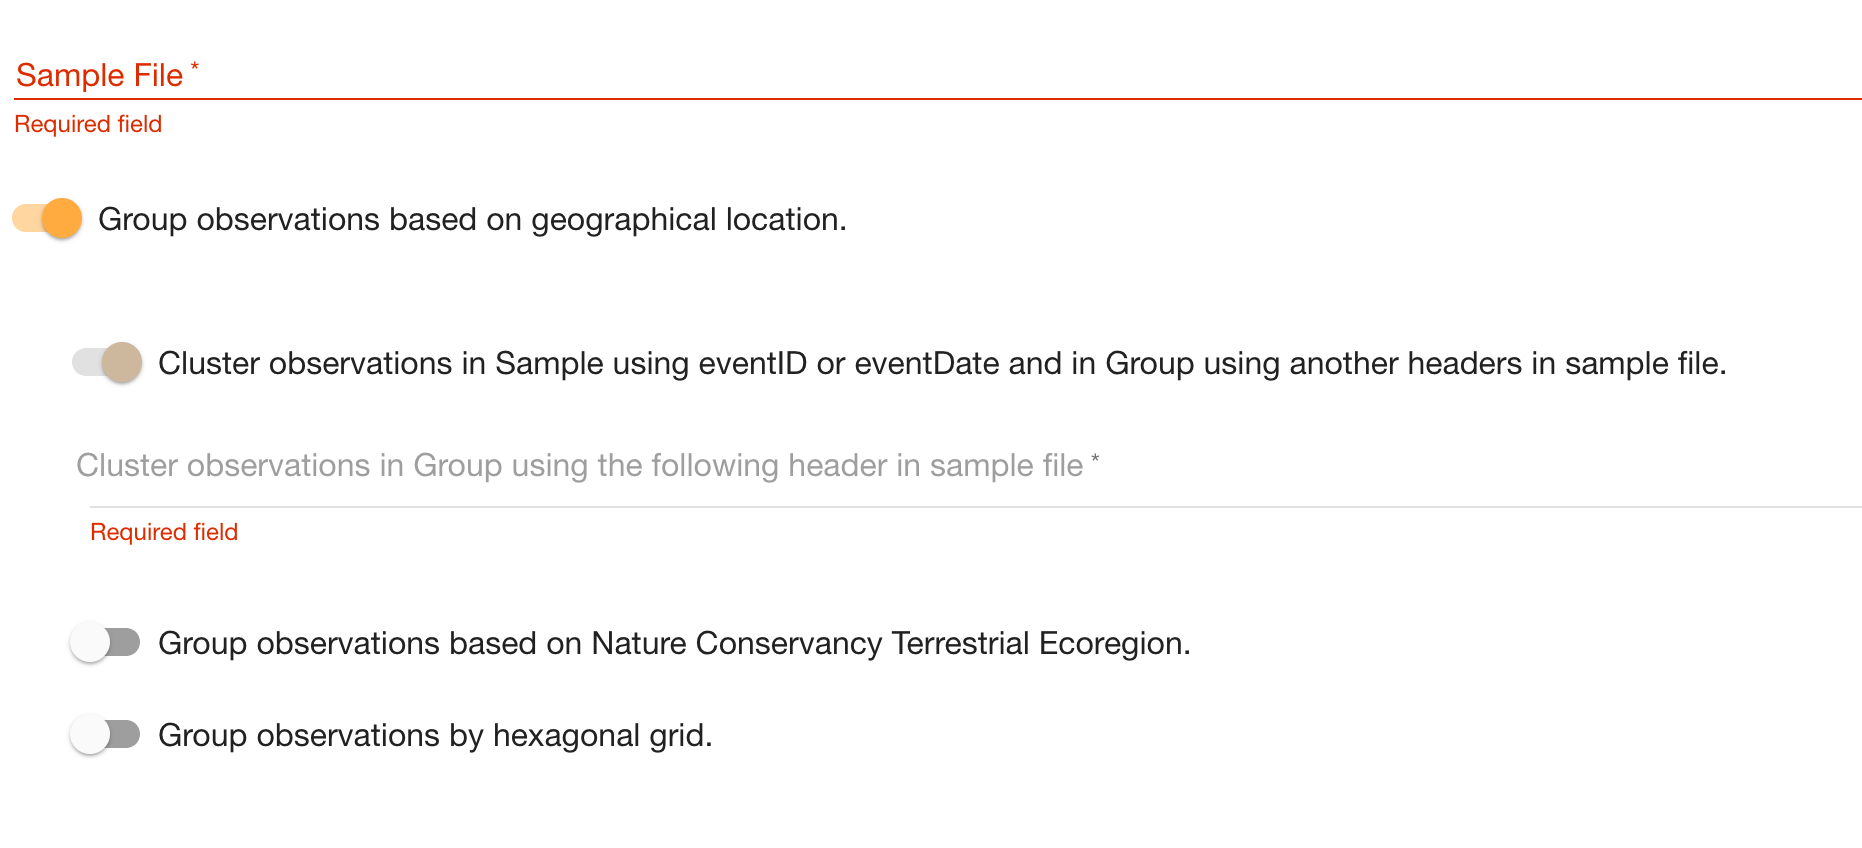 Sample File *
Required field
Group observations based on geographical location.
Cluster observations in Sample using eventID or eventDate and in Group using another headers in sample file.
Cluster observations in Group using the following header in sample file *
Required field
Group observations based on Nature Conservancy Terrestrial Ecoregion.
Group observations by hexagonal grid.